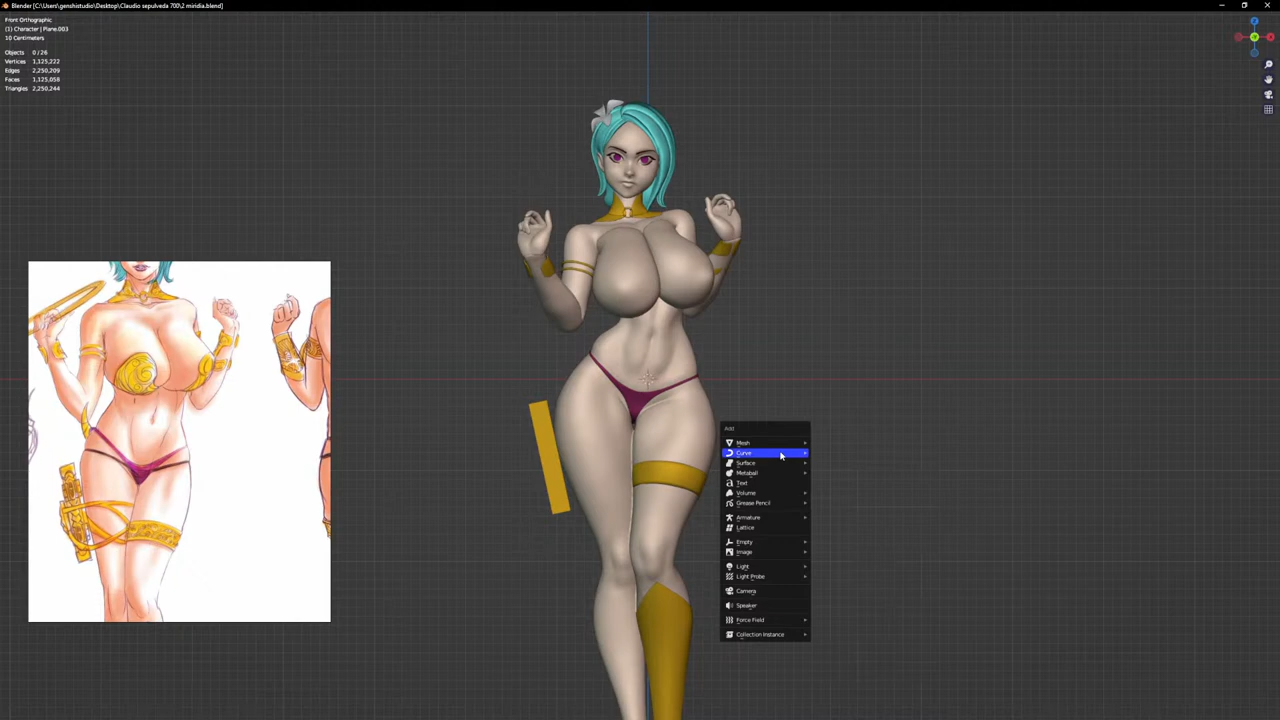 Blender [C:\Users\genshistudio\Desktop\Claudio sepulveda 700\2 miridia.blend]
Front Orthographic
(1) Character | Plane.003
10 Centimeters
Objects 0 / 26
Vertices 1,125,222
Edges 2,250,209
Faces 1,125,058
Triangles 2,250,244
Add
Mesh
Curve
Surface
Metaball
Text
Volume
Grease Pencil
Armature
Lattice
Empty
Image
Light
Light Probe
Camera
Speaker
Force Field
Collection Instance